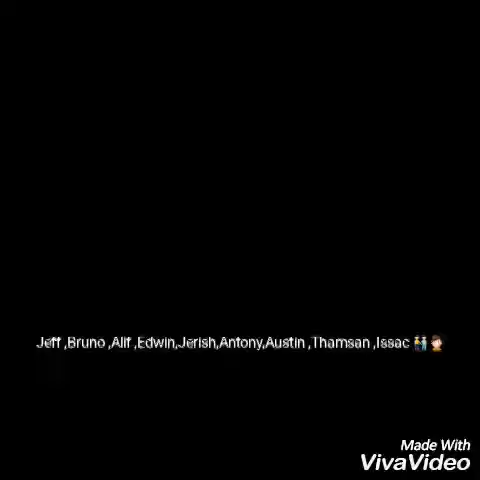 Jeff ,Bruno ,Alif ,Edwin,Jerish,Antony,Austin ,Thamsan ,Issac 👬🙍
Made With
VivaVideo